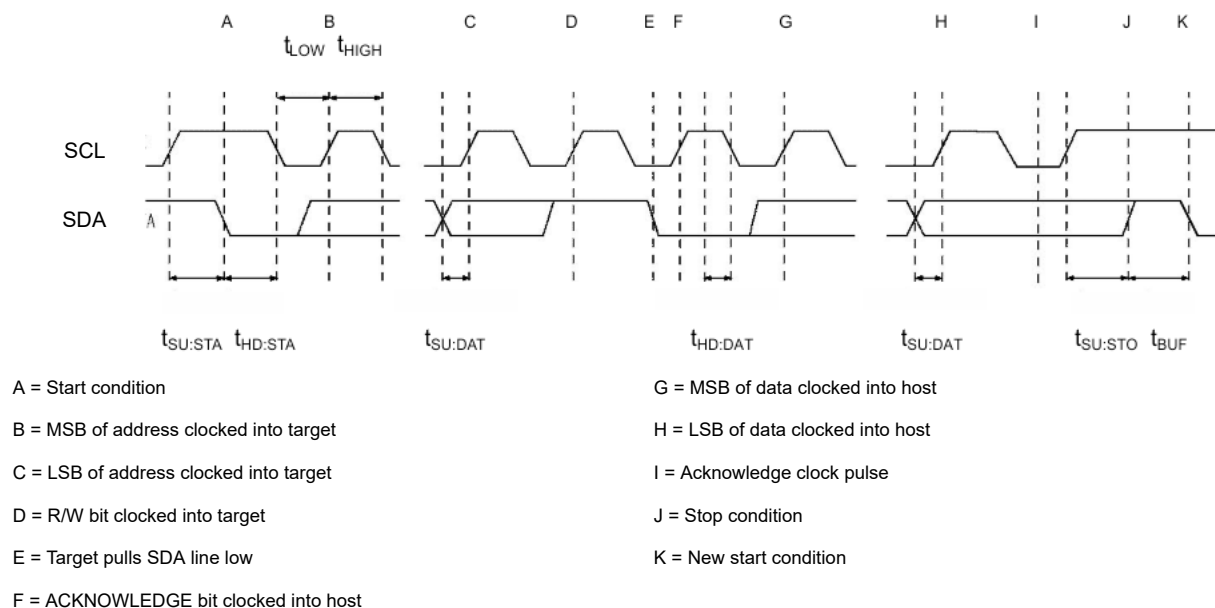 A B C D E F G H I J K
tLOW tHIGH
SCL
SDA
A
tSU:STA tHD:STA tSU:DAT tHD:DAT tSU:DAT tSU:STO tBUF
A = Start condition
B = MSB of address clocked into target
C = LSB of address clocked into target
D = R/W bit clocked into target
E = Target pulls SDA line low
F = ACKNOWLEDGE bit clocked into host
G = MSB of data clocked into host
H = LSB of data clocked into host
I = Acknowledge clock pulse
J = Stop condition
K = New start condition